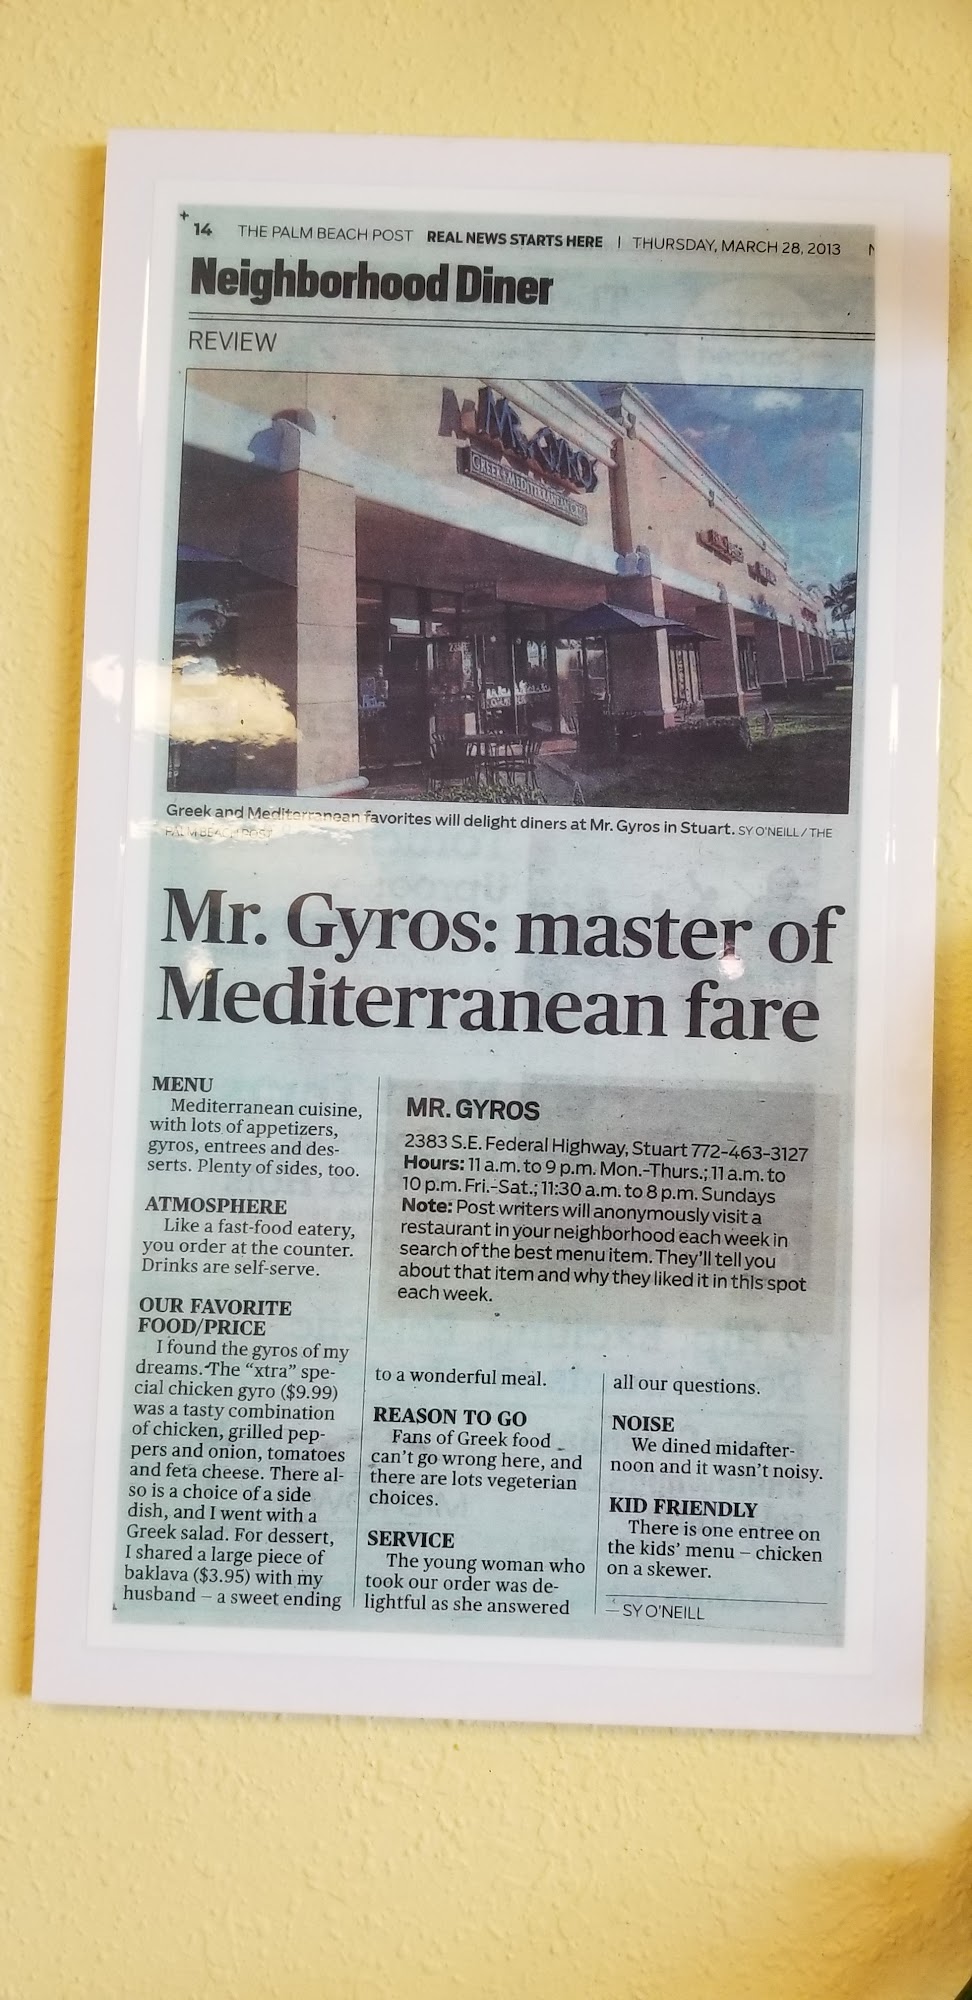 14 THE PALM BEACH POST REAL NEWS STARTS HERE | THURSDAY, MARCH 28, 2013
Neighborhood Diner
REVIEW
MR. GYROS
GREEK & MEDITERRANEAN GRILL
Greek and Mediterranean favorites will delight diners at Mr. Gyros in Stuart. SY O'NEILL / THE
PALM BEACH POST
Mr. Gyros: master of
Mediterranean fare
MENU
Mediterranean cuisine,
with lots of appetizers,
gyros, entrees and des-
serts. Plenty of sides, too.
ATMOSPHERE
Like a fast-food eatery,
you order at the counter.
Drinks are self-serve.
OUR FAVORITE
FOOD/PRICE
I found the gyros of my
dreams. The “xtra” spe-
cial chicken gyro ($9.99)
was a tasty combination
of chicken, grilled pep-
pers and onion, tomatoes
and feta cheese. There al-
so is a choice of a side
dish, and I went with a
Greek salad. For dessert,
I shared a large piece of
baklava ($3.95) with my
husband – a sweet ending
MR. GYROS
2383 S.E. Federal Highway, Stuart 772-463-3127
Hours: 11 a.m. to 9 p.m. Mon.-Thurs.; 11 a.m. to
10 p.m. Fri.-Sat.; 11:30 a.m. to 8 p.m. Sundays
Note: Post writers will anonymously visit a
restaurant in your neighborhood each week in
search of the best menu item. They'll tell you
about that item and why they liked it in this spot
each week.
to a wonderful meal.
REASON TO GO
Fans of Greek food
can't go wrong here, and
there are lots vegeterian
choices.
SERVICE
The young woman who
took our order was de-
lightful as she answered
all our questions.
NOISE
We dined midafter-
noon and it wasn't noisy.
KID FRIENDLY
There is one entree on
the kids' menu – chicken
on a skewer.
— SY O'NEILL